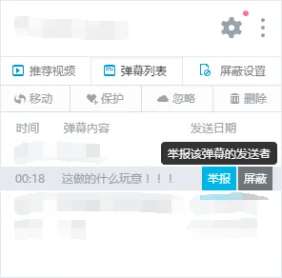 推荐视频 弹幕列表 屏蔽设置
移动 保护 忽略 删除
时间 弹幕内容 发送日期
举报该弹幕的发送者
00:18 这做的什么玩意！！！ 举报 屏蔽